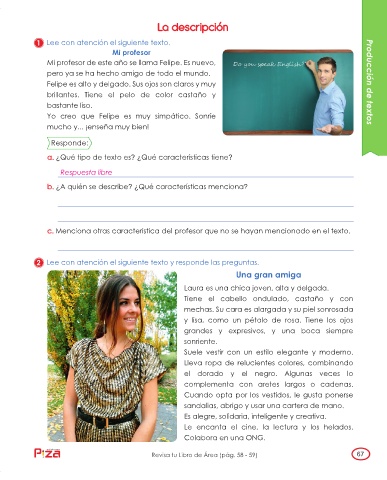 La descripción
1 Lee con atención el siguiente texto.
Mi profesor
Mi profesor de este año se llama Felipe. Es nuevo,
pero ya se ha hecho amigo de todo el mundo.
Felipe es alto y delgado. Sus ojos son claros y muy
brillantes. Tiene el pelo de color castaño y
bastante liso.
Yo creo que Felipe es muy simpático. Sonríe
mucho y... ¡enseña muy bien!
Do you speak English?
Producción de textos
Responde:
a. ¿Qué tipo de texto es? ¿Qué características tiene?
Respuesta libre
b. ¿A quién se describe? ¿Qué características menciona?
c. Menciona otras característica del profesor que no se hayan mencionado en el texto.
2 Lee con atención el siguiente texto y responde las preguntas.
Una gran amiga
Laura es una chica joven, alta y delgada.
Tiene el cabello ondulado, castaño y con
mechas. Su cara es alargada y su piel sonrosada
y lisa, como un pétalo de rosa. Tiene los ojos
grandes y expresivos, y una boca siempre
sonriente.
Suele vestir con un estilo elegante y moderno.
Lleva ropa de relucientes colores, combinando
el dorado y el negro. Algunas veces lo
complementa con aretes largos o cadenas.
Cuando opta por los vestidos, le gusta ponerse
sandalias, abrigo y usar una cartera de mano.
Es alegre, solidaria, inteligente y creativa.
Le encanta el cine, la lectura y los helados.
Colabora en una ONG.
Pizza
Revisa tu Libro de Área (pág. 58 - 59)
67